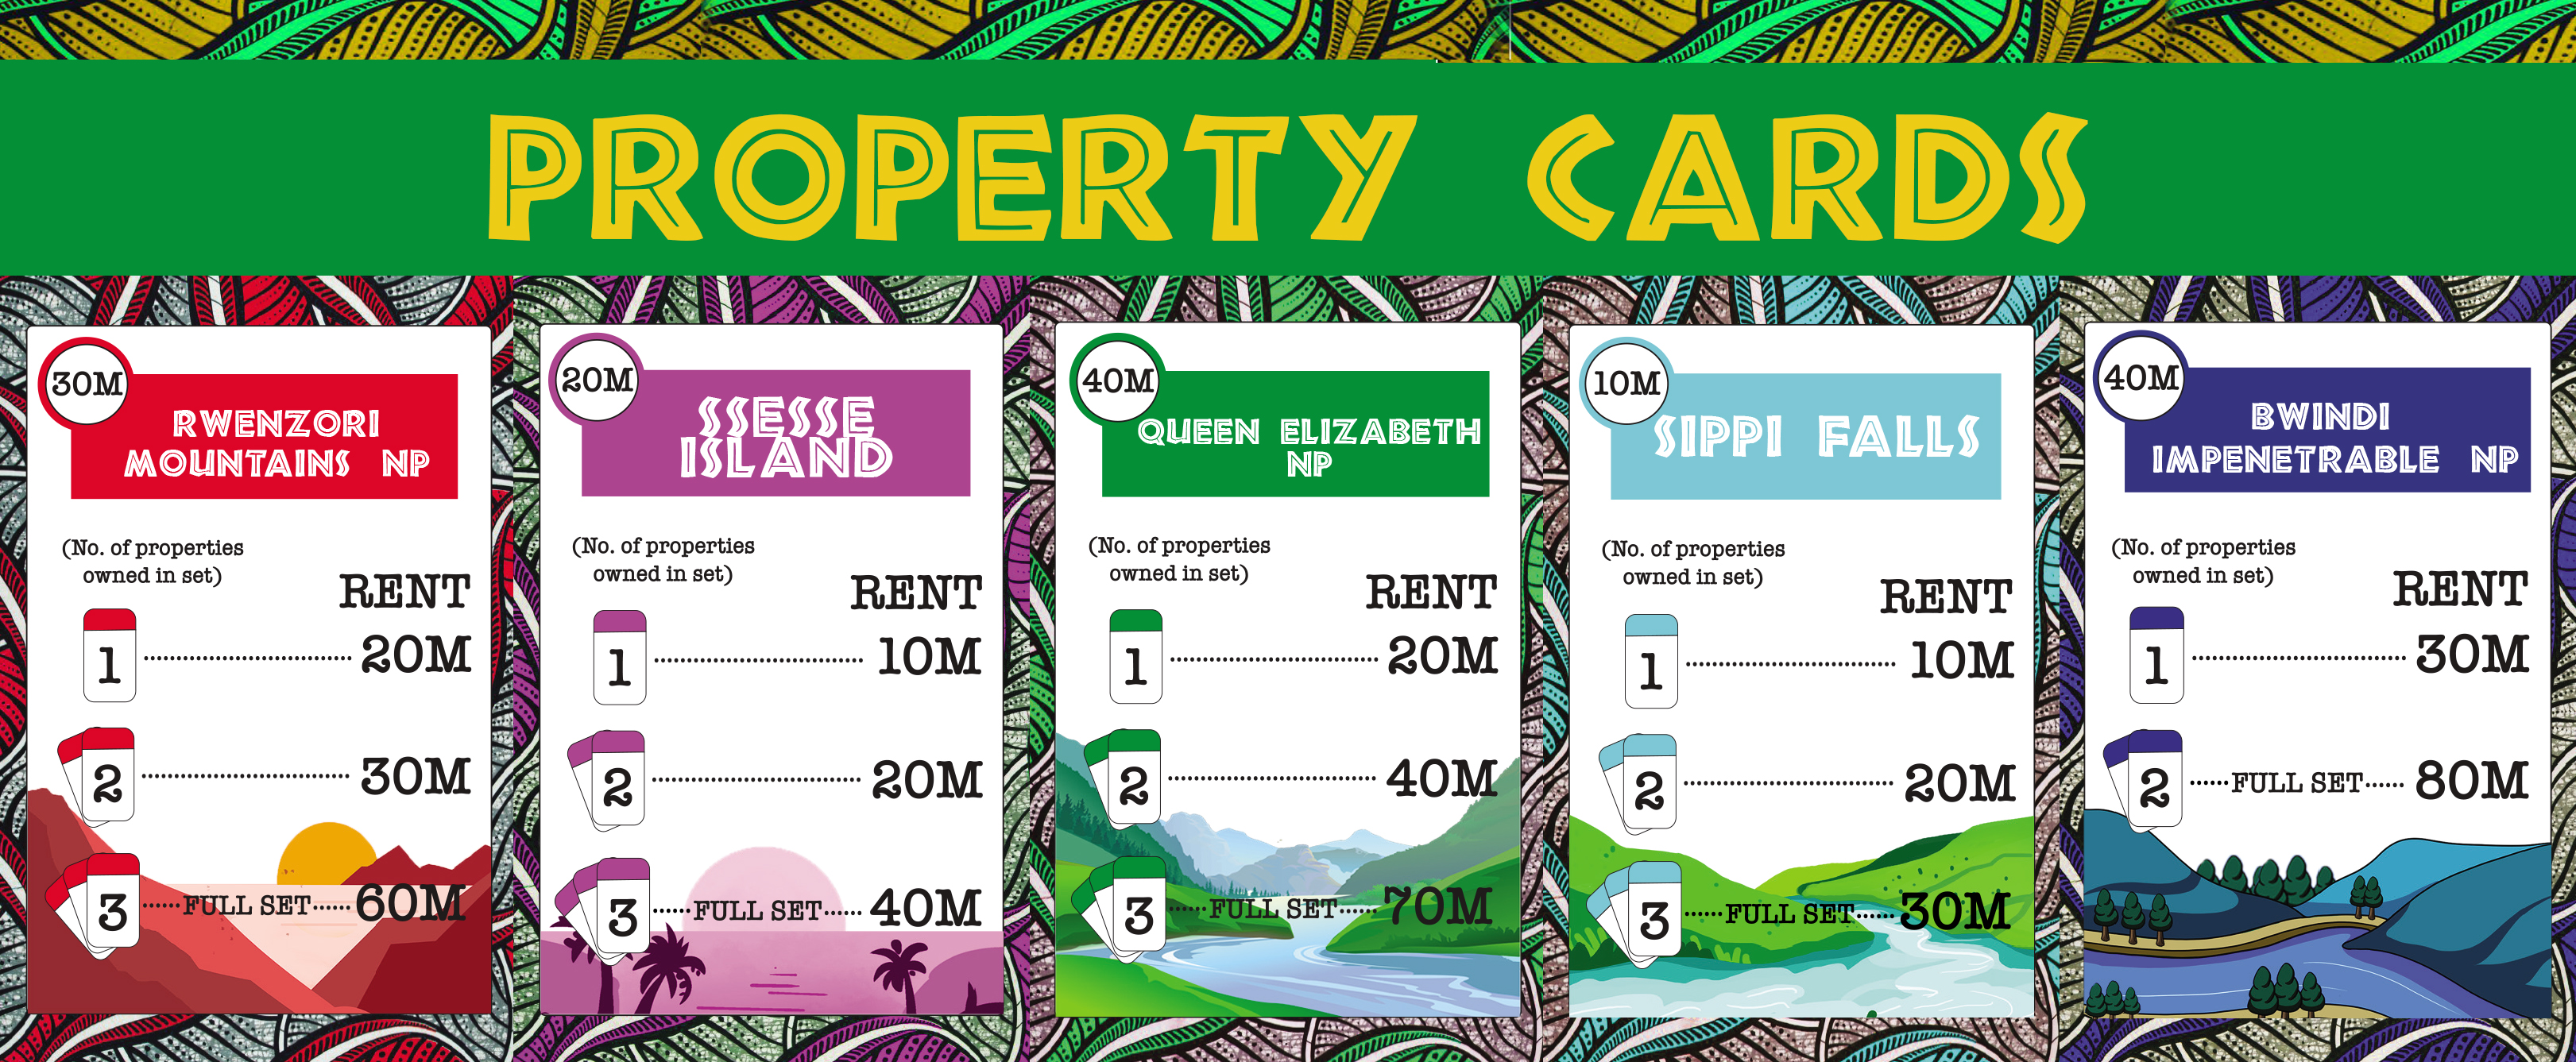 PROPERTY CARDS
30M
RWENZORI
MOUNTAINS NP
(No. of properties
owned in set)
RENT
1 20M
2 30M
3 FULL SET 60M
20M
SSESSE
ISLAND
(No. of properties
owned in set)
RENT
1 10M
2 20M
3 FULL SET 40M
40M
QUEEN ELIZABETH
NP
(No. of properties
owned in set)
RENT
1 20M
2 40M
3 FULL SET 70M
10M
SIPPI FALLS
(No. of properties
owned in set)
RENT
1 10M
2 20M
3 FULL SET 30M
40M
BWINDI
IMPENETRABLE NP
(No. of properties
owned in set)
RENT
1 30M
2 FULL SET 80M